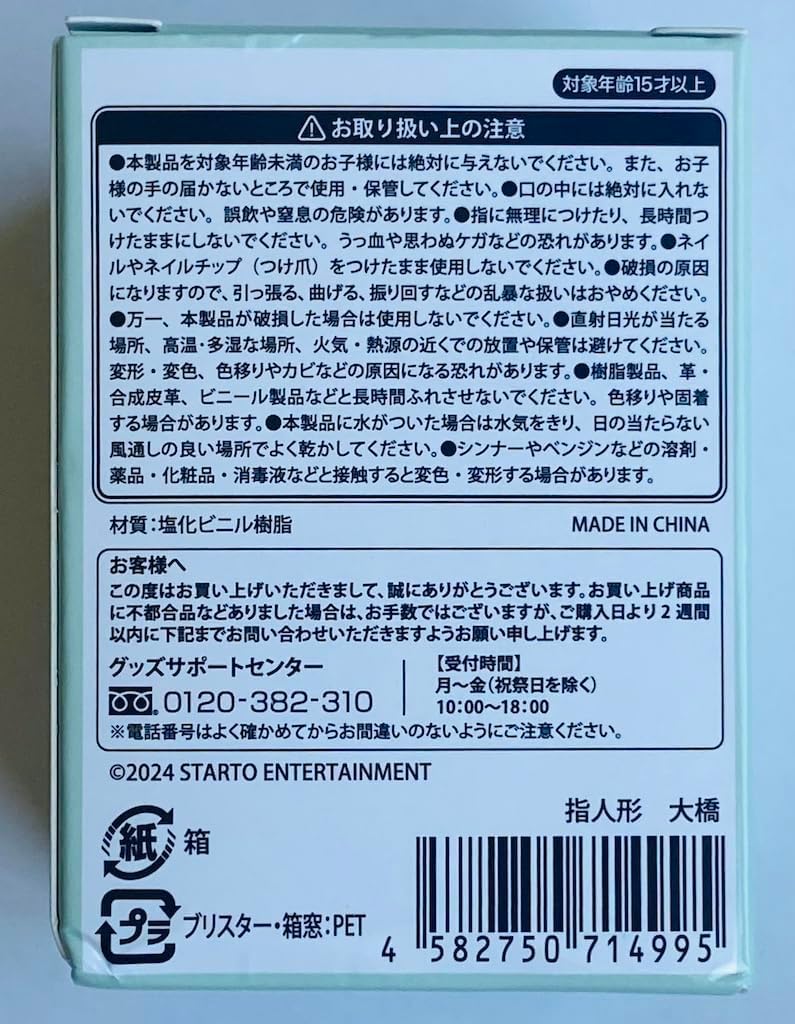 対象年齢15才以上
⚠お取り扱い上の注意
●本製品を対象年齢未満のお子様には絶対に与えないでください。また、お子
様の手の届かないところで使用・保管してください。●口の中には絶対に入れな
いでください。誤飲や窒息の危険があります。●指に無理につけたり、長時間つ
けたままにしないでください。うっ血や思わぬケガなどの恐れがあります。●ネイ
ルやネイルチップ（つけ爪）をつけたまま使用しないでください。●破損の原因
になりますので、引っ張る、曲げる、振り回すなどの乱暴な扱いはおやめください。
●万一、本製品が破損した場合は使用しないでください。●直射日光が当たる
場所、高温・多湿な場所、火気・熱源の近くでの放置や保管は避けてください。
変形・変色、色移りやカビなどの原因になる恐れがあります。●樹脂製品、革・
合成皮革、ビニール製品などと長時間ふれさせないでください。色移りや固着
する場合があります。●本製品に水がついた場合は水気をきり、日の当たらない
風通しの良い場所でよく乾かしてください。●シンナーやベンジンなどの溶剤・
薬品・化粧品・消毒液などと接触すると変色・変形する場合があります。
材質：塩化ビニル樹脂 MADE IN CHINA
お客様へ
この度はお買い上げいただきまして、誠にありがとうございます。お買い上げ商品
に不都合品などありました場合は、お手数ではございますが、ご購入日より2週間
以内に下記までお問い合わせいただきますようお願い申し上げます。
グッズサポートセンター
0120-382-310
【受付時間】
月～金（祝祭日を除く）
10：00～18：00
※電話番号はよく確かめてからお間違いのないようにご注意ください。
©2024 STARTO ENTERTAINMENT
指人形 大橋
紙 箱
プラ ブリスター・箱窓：PET
4 582750 714995